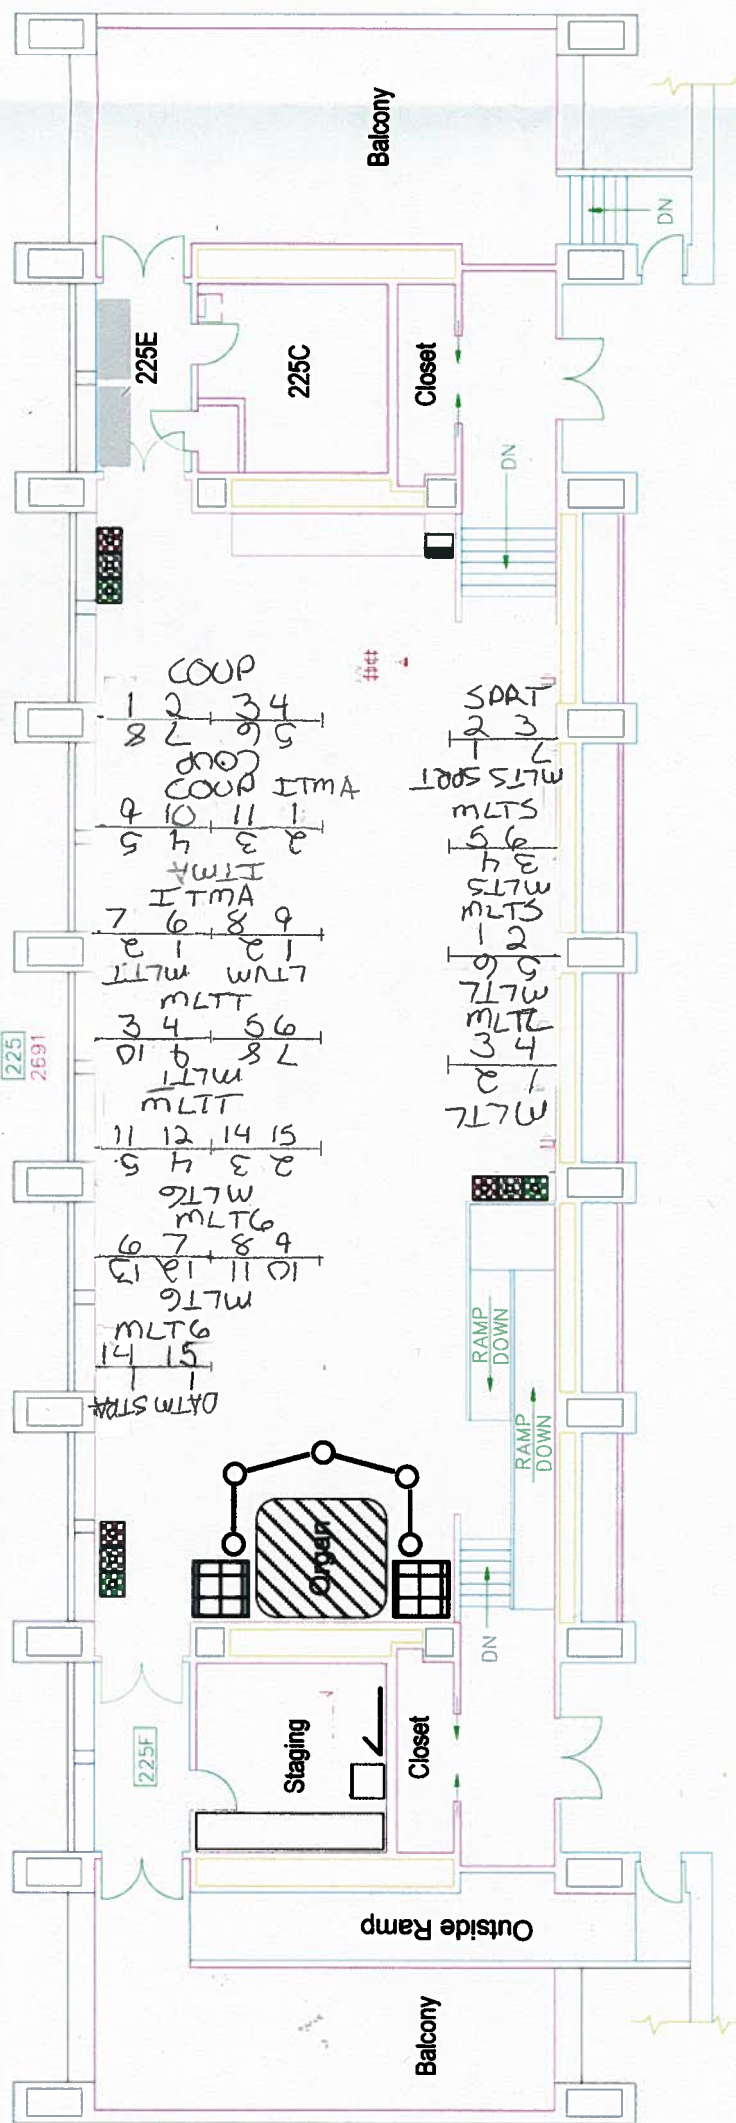 Balcony
DN
225E
225C
Closet
DN
COUP
1 2 3 4
5 6 7 8
COUP
COUP ITMA
9 10 11 1
2 3 4 5
ITMA
ITMA
6 7 8 9
1 2 1 2
LTVM MLTT
MLTT
3 4 5 6
7 8 9 10
MLTT
MLTT
11 12 14 15
2 3 4 5
MLT6
MLT6
6 7 8 9
10 11 12 13
MLT6
MLT6
14 15
1 1
DATM STRA
SPRT
2 3
1 7
SPRT MLTS
MLTS
6 5
4 3
MLTS
MLTS
2 1
6 5
MLTL
MLTL
4 3
2 1
MLTL
225
2691
RAMP
DOWN
RAMP
DOWN
Organ
DN
225F
Staging
Closet
Outside Ramp
Balcony